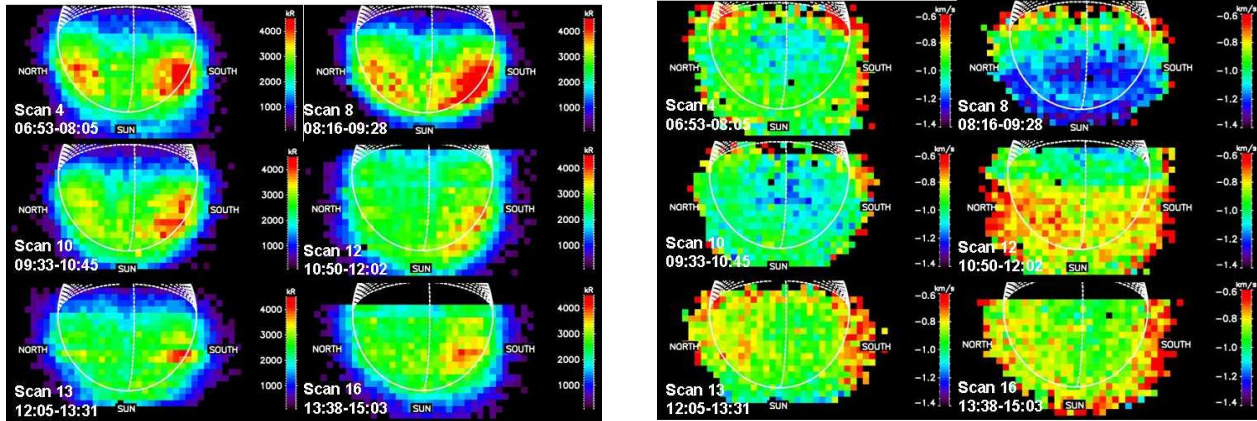 kR
4000
3000
2000
1000
NORTH
SOUTH
Scan 4
06:53-08:05
SUN
kR
4000
3000
2000
1000
SOUTH
Scan 8
08:16-09:28
SUN
kR
4000
3000
2000
1000
NORTH
Scan 10
09:33-10:45
SUN
kR
4000
3000
2000
1000
SOUTH
Scan 12
10:50-12:02
SUN
kR
4000
3000
2000
1000
NORTH
SOUTH
Scan 13
12:05-13:31
SUN
kR
4000
3000
2000
1000
SOUTH
Scan 16
13:38-15:03
SUN
km/s
-0.6
-0.8
-1.0
-1.2
-1.4
NORTH
SOUTH
Scan 4
06:53-08:05
SUN
km/s
-0.6
-0.8
-1.0
-1.2
-1.4
SOUTH
Scan 8
08:16-09:28
SUN
km/s
-0.6
-0.8
-1.0
-1.2
-1.4
NORTH
Scan 10
09:33-10:45
SUN
km/s
-0.6
-0.8
-1.0
-1.2
-1.4
SOUTH
Scan 12
10:50-12:02
SUN
km/s
-0.6
-0.8
-1.0
-1.2
-1.4
NORTH
SOUTH
Scan 13
12:05-13:31
SUN
km/s
-0.6
-0.8
-1.0
-1.2
-1.4
SOUTH
Scan 16
13:38-15:03
SUN